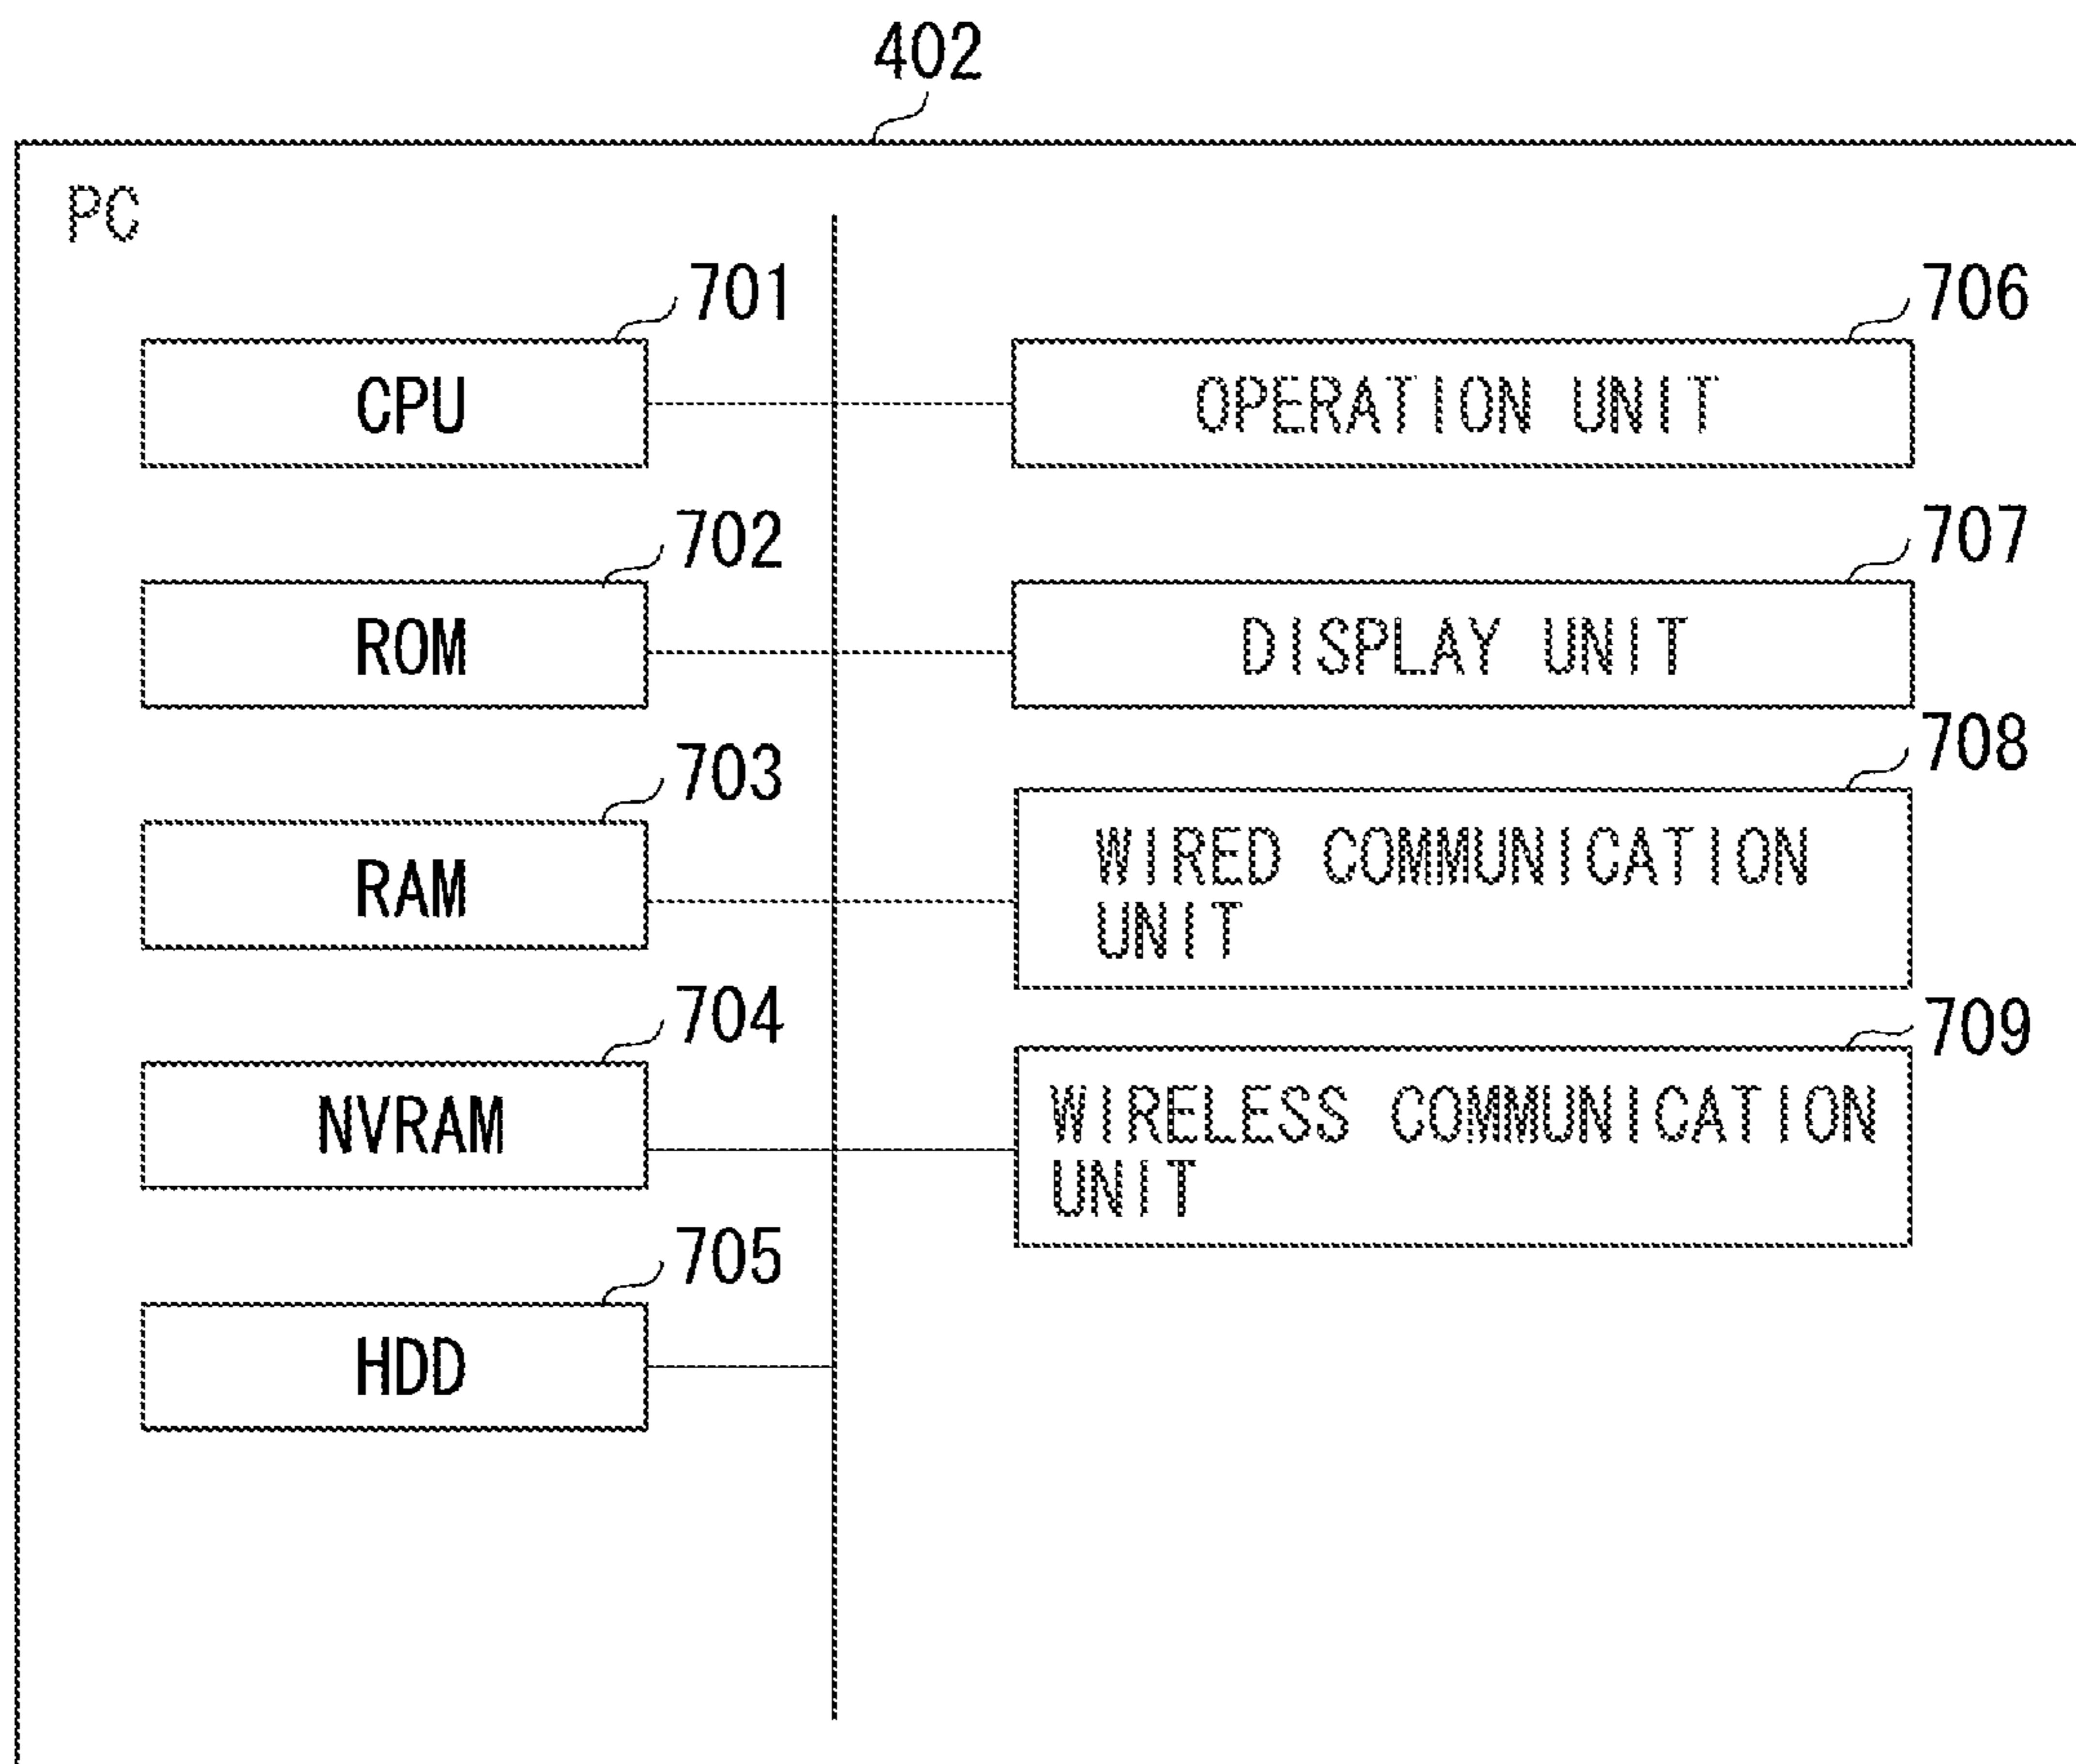 402
PC
701
CPU
702
ROM
703
RAM
704
NVRAM
705
HDD
706
OPERATION UNIT
707
DISPLAY UNIT
708
WIRED COMMUNICATION
UNIT
709
WIRELESS COMMUNICATION
UNIT